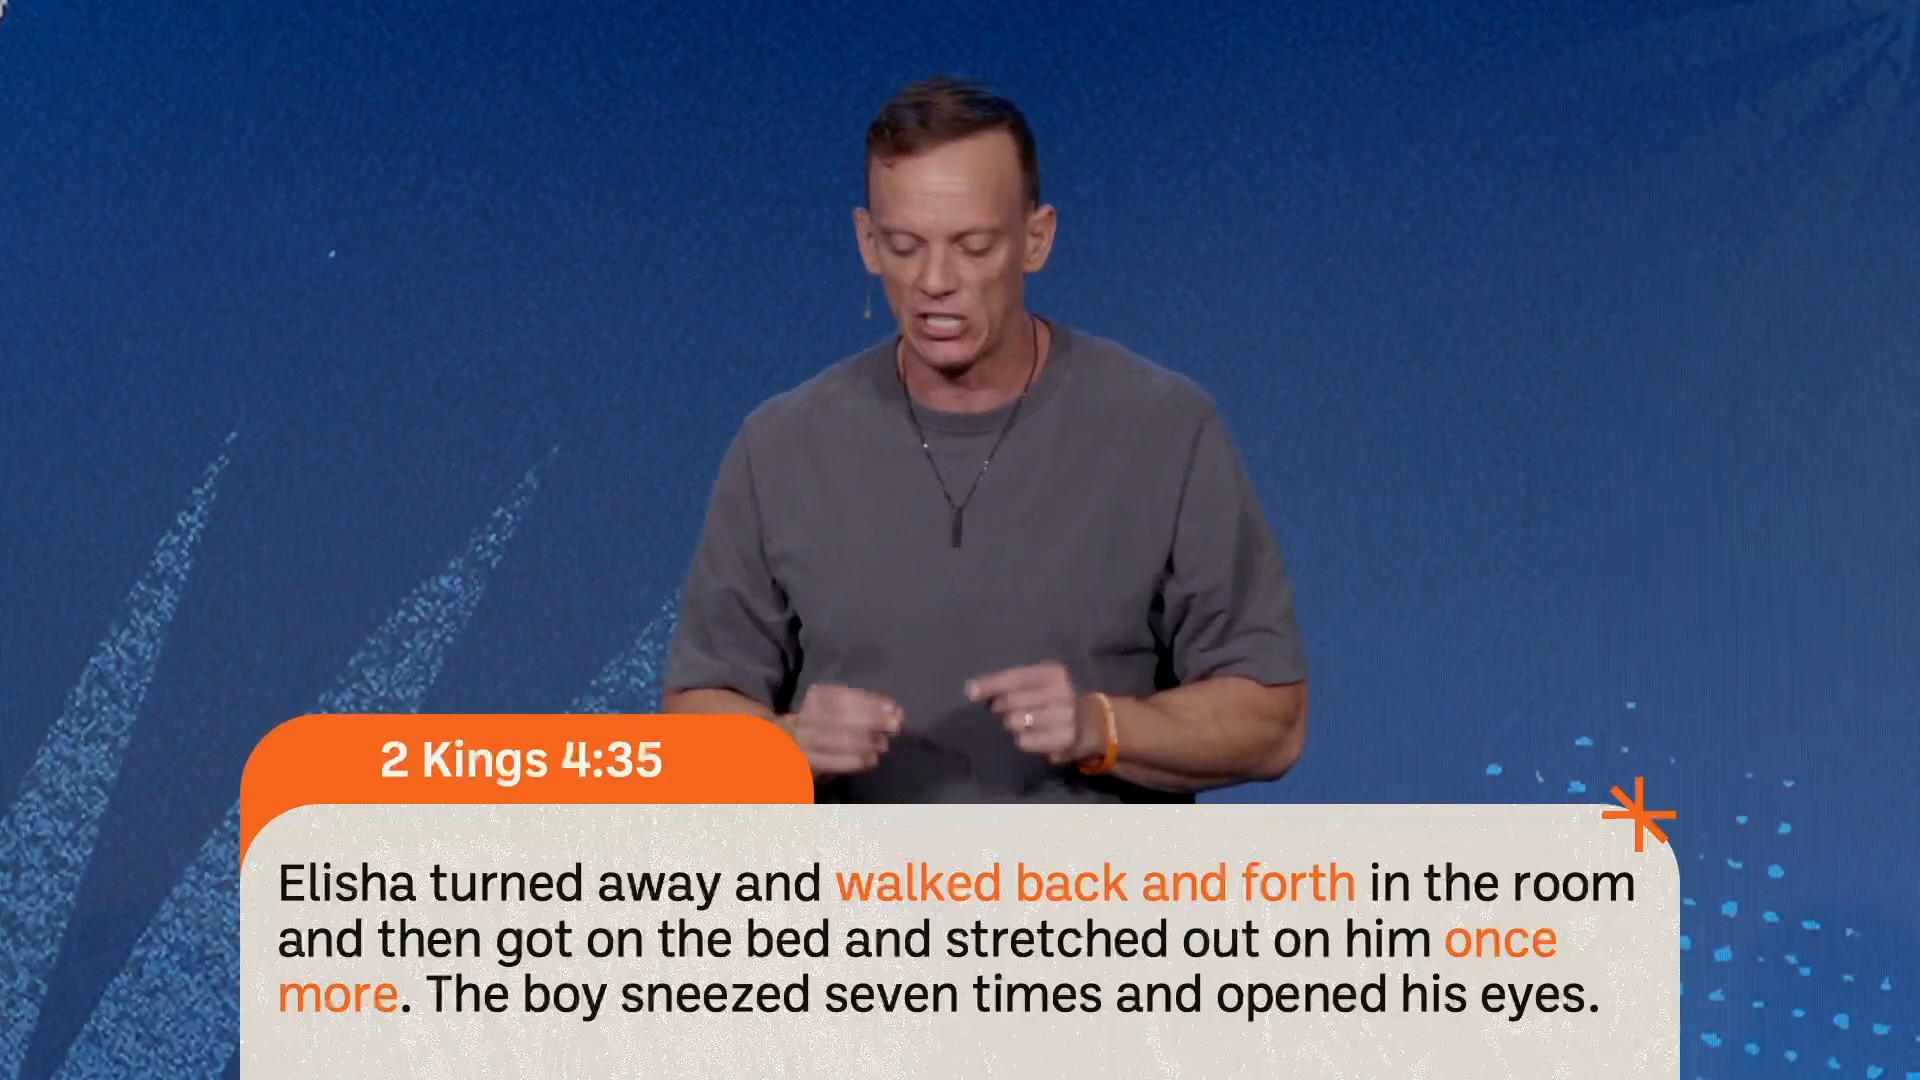 2 Kings 4:35
Elisha turned away and walked back and forth in the room
and then got on the bed and stretched out on him once
more. The boy sneezed seven times and opened his eyes.